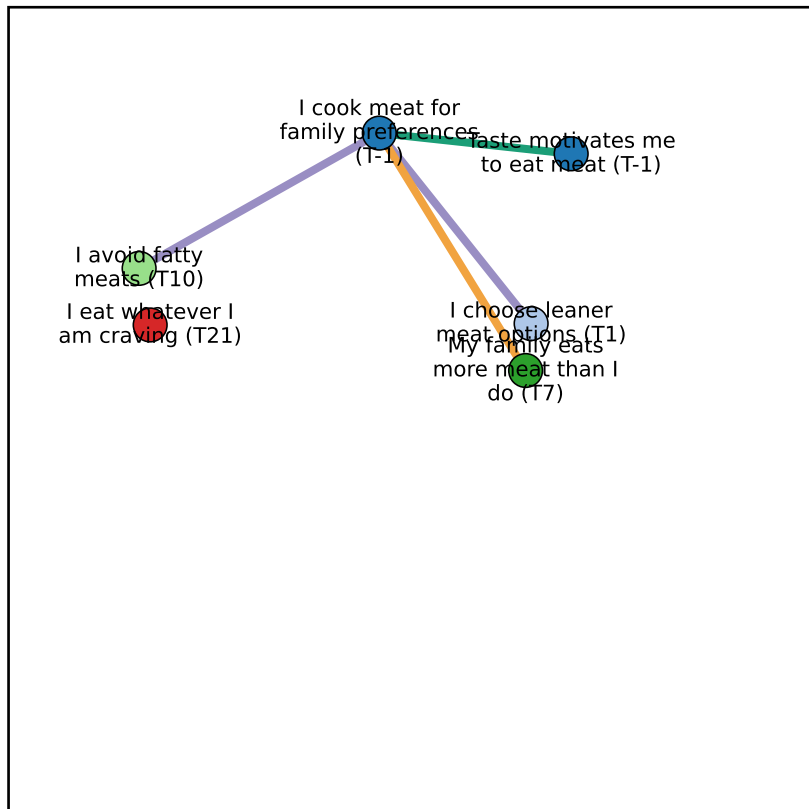 I cook meat for
family preferences
(T-1)
Taste motivates me
to eat meat (T-1)
I avoid fatty
meats (T10)
I eat whatever I
am craving (T21)
I choose leaner
meat options (T1)
My family eats
more meat than I
do (T7)